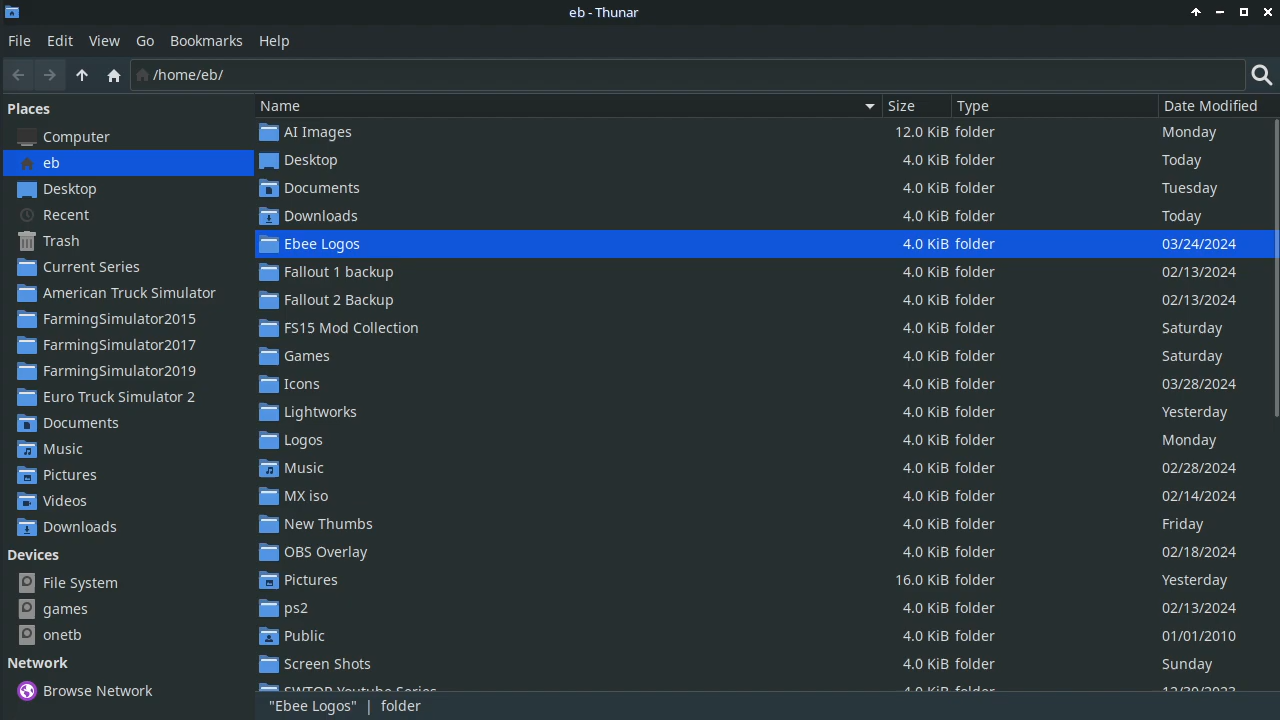 eb - Thunar
File Edit View Go Bookmarks Help
/home/eb/
Places
Computer
eb
Desktop
Recent
Trash
Current Series
American Truck Simulator
FarmingSimulator2015
FarmingSimulator2017
FarmingSimulator2019
Euro Truck Simulator 2
Documents
Music
Pictures
Videos
Downloads
Devices
File System
games
onetb
Network
Browse Network
Name Size Type Date Modified
AI Images 12.0 KiB folder Monday
Desktop 4.0 KiB folder Today
Documents 4.0 KiB folder Tuesday
Downloads 4.0 KiB folder Today
Ebee Logos 4.0 KiB folder 03/24/2024
Fallout 1 backup 4.0 KiB folder 02/13/2024
Fallout 2 Backup 4.0 KiB folder 02/13/2024
FS15 Mod Collection 4.0 KiB folder Saturday
Games 4.0 KiB folder Saturday
Icons 4.0 KiB folder 03/28/2024
Lightworks 4.0 KiB folder Yesterday
Logos 4.0 KiB folder Monday
Music 4.0 KiB folder 02/28/2024
MX iso 4.0 KiB folder 02/14/2024
New Thumbs 4.0 KiB folder Friday
OBS Overlay 4.0 KiB folder 02/18/2024
Pictures 16.0 KiB folder Yesterday
ps2 4.0 KiB folder 02/13/2024
Public 4.0 KiB folder 01/01/2010
Screen Shots 4.0 KiB folder Sunday
SWTOR Youtube Series 4.0 KiB folder 12/30/2023
"Ebee Logos" | folder